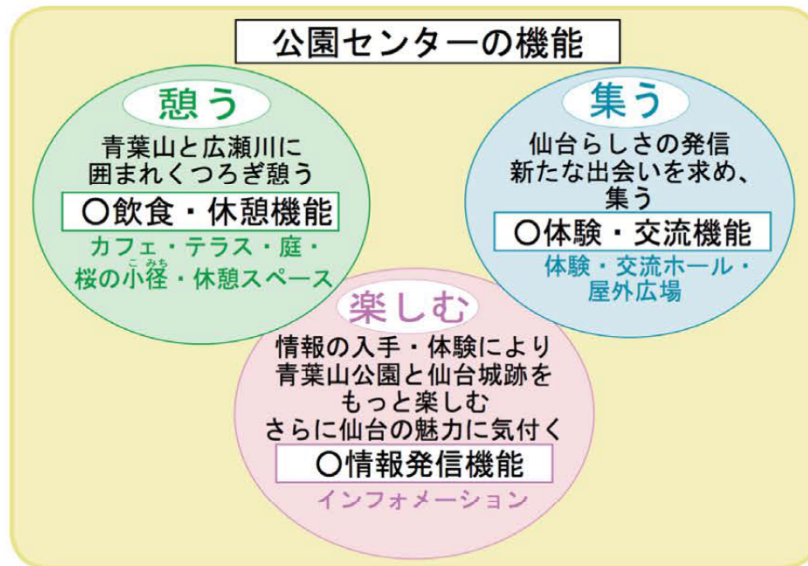 公園センターの機能
憩う
青葉山と広瀬川に
囲まれくつろぎ憩う
〇飲食・休憩機能
カフェ・テラス・庭・
こ みち
桜の小径・休憩スペース
集う
仙台らしさの発信
新たな出会いを求め、
集う
〇体験・交流機能
体験・交流ホール・
屋外広場
楽しむ
情報の入手・体験により
青葉山公園と仙台城跡を
もっと楽しむ
さらに仙台の魅力に気付く
〇情報発信機能
インフォメーション